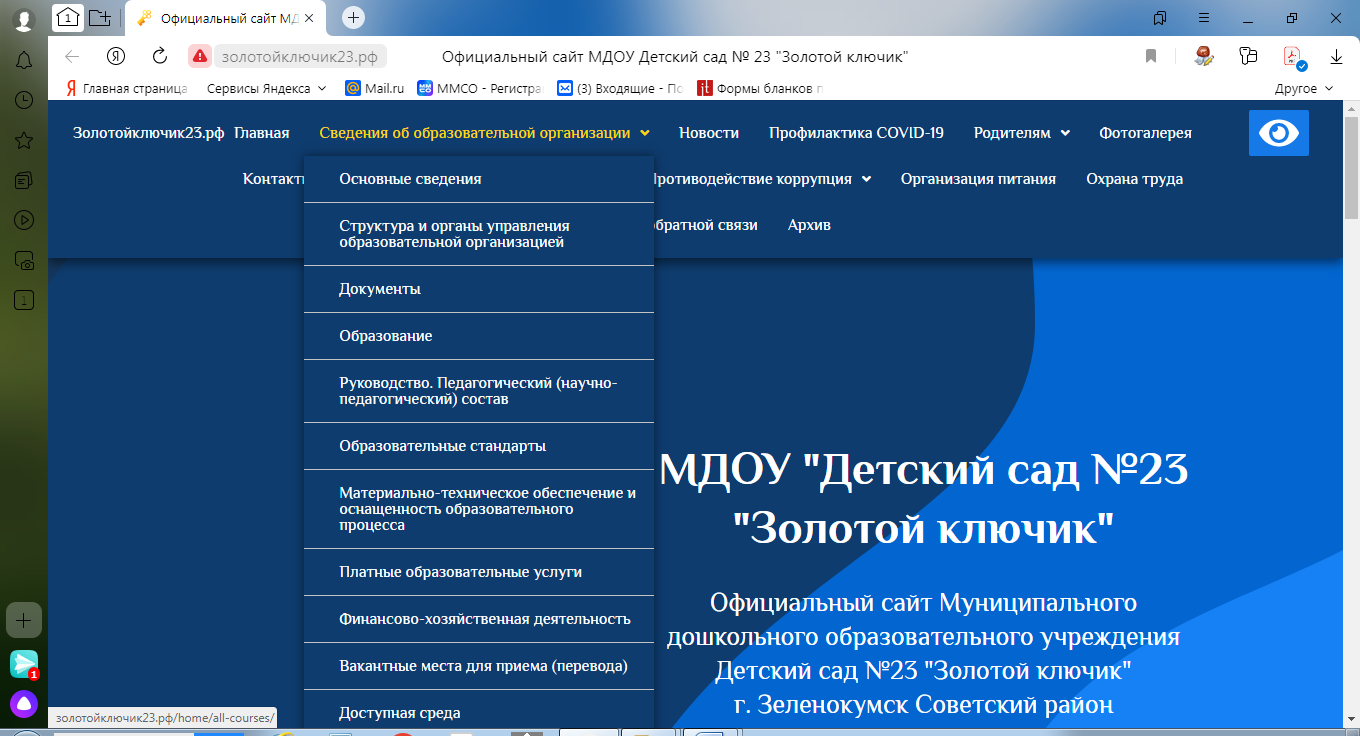 Официальный сайт МД
золотойключик23.рф
Официальный сайт МДОУ Детский сад № 23 "Золотой ключик"
Главная страница
Сервисы Яндекса
Mail.ru
ММСО - Регистра
(3) Входящие - По
Формы бланков п
Другое
Золотойключик23.рф
Главная
Сведения об образовательной организации
Новости
Профилактика COVID-19
Родителям
Фотогалерея
Контакт
Противодействие коррупция
Организация питания
Охрана труда
обратной связи
Архив
Основные сведения
Структура и органы управления
образовательной организацией
Документы
Образование
Руководство. Педагогический (научно-
педагогический) состав
Образовательные стандарты
Материально-техническое обеспечение и
оснащенность образовательного
процесса
Платные образовательные услуги
Финансово-хозяйственная деятельность
Вакантные места для приема (перевода)
Доступная среда
МДОУ "Детский сад №23
"Золотой ключик"
Официальный сайт Муниципального
дошкольного образовательного учреждения
Детский сад №23 "Золотой ключик"
г. Зеленокумск Советский район
1
1
1
золотойключик23.рф/home/all-courses/